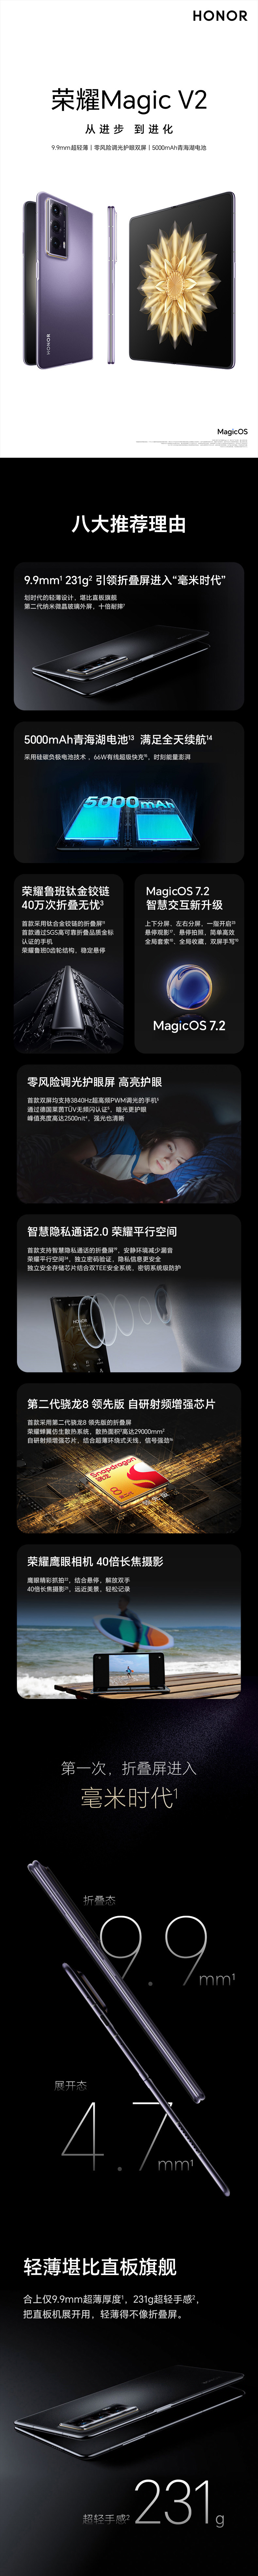 HONOR
荣耀Magic V2
从进步 到进化
9.9mm超轻薄丨零风险调光护眼双屏丨5000mAh青海湖电池
HONOR
MagicOS
八大推荐理由
9.9mm¹ 231g² 引领折叠屏进入“毫米时代”
划时代的轻薄设计，堪比直板旗舰
第二代纳米微晶玻璃外屏，十倍耐摔
5000mAh青海湖电池¹³ 满足全天续航¹⁴
采用硅碳负极电池技术，66W有线超级快充，时刻能量澎湃
5000mAh
荣耀鲁班钛金铰链
40万次折叠无忧³
首款采用钛合金铰链的折叠屏
首款通过SGS高可靠折叠品质金标
认证的手机
荣耀鲁班0齿轮结构，稳定悬停
MagicOS 7.2
智慧交互新升级
上下分屏，左右分屏，一指开启
悬停观影，悬停拍照，简单高效
全局套索，全局收藏，双屏手写
MagicOS 7.2
零风险调光护眼屏 高亮护眼
首款双屏均支持3840Hz超高频PWM调光的手机
通过德国莱茵TÜV无频闪认证，暗光更护眼
峰值亮度高达2500nit，强光也清晰
智慧隐私通话2.0 荣耀平行空间
首款支持智慧隐私通话的折叠屏，安静环境减少漏音
荣耀平行空间，独立密码验证，隐私信息更安全
独立安全存储芯片结合双TEE安全系统，密钥系统级防护
第二代骁龙8 领先版 自研射频增强芯片
首款采用第二代骁龙8 领先版的折叠屏
荣耀蝉翼仿生散热系统，散热面积高达29000mm²
自研射频增强芯片，结合超薄环绕式天线，信号强劲
Snapdragon
荣耀鹰眼相机 40倍长焦摄影
鹰眼精彩抓拍，结合悬停，解放双手
40倍长焦摄影，远近美景，轻松记录
第一次，折叠屏进入
毫米时代¹
折叠态
9.9mm¹
展开态
4.7mm¹
轻薄堪比直板旗舰
合上仅9.9mm超薄厚度¹，231g超轻手感²，
把直板机展开用，轻薄得不像折叠屏。
超轻手感² 231g